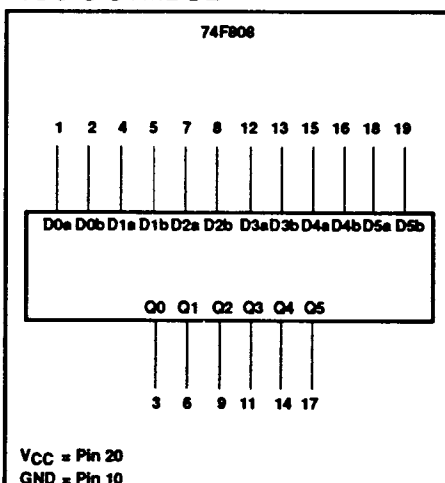 74F808
1 2 4 5 7 8 12 13 15 16 18 19
D0a D0b D1a D1b D2a D2b D3a D3b D4a D4b D5a D5b
Q0 Q1 Q2 Q3 Q4 Q5
3 6 9 11 14 17
VCC = Pin 20
GND = Pin 10